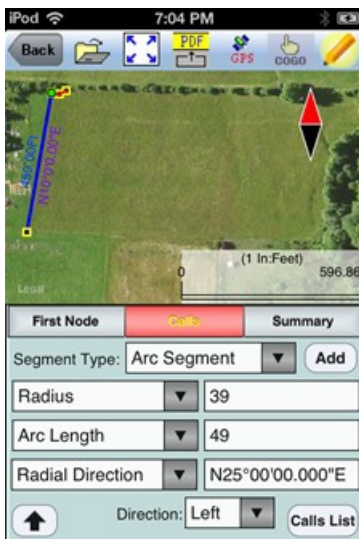 iPod 7:04 PM
Back PDF GPS COGO
489'00Ft
N10°0'0.00"E
(1 In:Feet)
0 596.86
Legal
First Node Calls Summary
Segment Type: Arc Segment Add
Radius 39
Arc Length 49
Radial Direction N25°00'00.000"E
Direction: Left Calls List